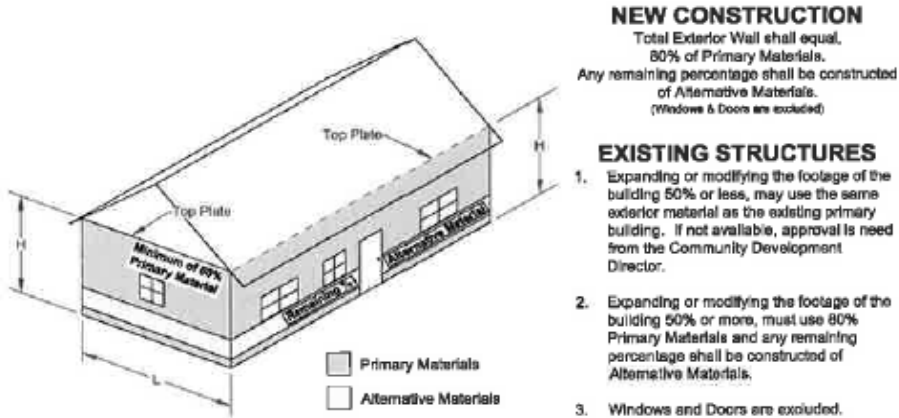 NEW CONSTRUCTION
Total Exterior Wall shall equal,
80% of Primary Materials.
Any remaining percentage shall be constructed
of Alternative Materials.
(Windows & Doors are excluded)
EXISTING STRUCTURES
1. Expanding or modifying the footage of the
building 50% or less, may use the same
exterior material as the existing primary
building. If not available, approval is need
from the Community Development
Director.
2. Expanding or modifying the footage of the
building 50% or more, must use 80%
Primary Materials and any remaining
percentage shall be constructed of
Alternative Materials.
3. Windows and Doors are excluded.
Top Plate
H
Top Plate
H
Minimum of
Primary Material
Alternative Material
Remaining %
L
Primary Materials
Alternative Materials